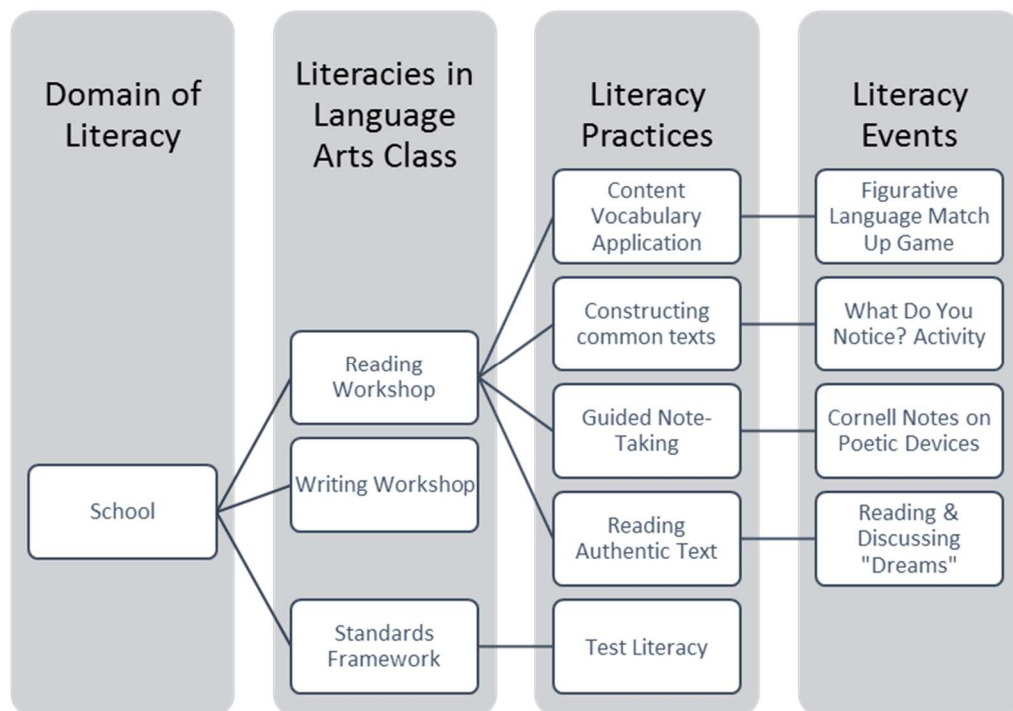 Domain of
Literacy
School
Literacies in
Language
Arts Class
Reading
Workshop
Writing Workshop
Standards
Framework
Literacy
Practices
Content
Vocabulary
Application
Constructing
common texts
Guided Note-
Taking
Reading
Authentic Text
Test Literacy
Literacy
Events
Figurative
Language Match
Up Game
What Do You
Notice? Activity
Cornell Notes on
Poetic Devices
Reading &
Discussing
"Dreams"